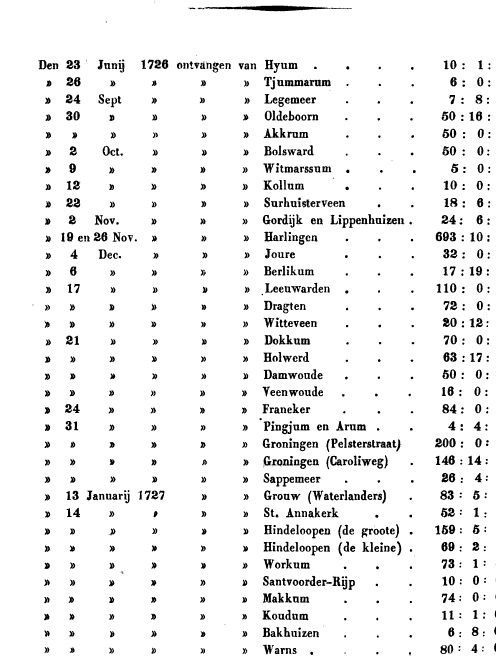 Den 23 Junij 1726 ontvangen van Hyum . . . . 10 : 1 :
» 26 » » » » Tjummarum . . . 6 : 0 :
» 24 Sept » » » Legemeer . . . 7 : 8 :
» 30 » » » » Oldeboorn . . . 50 : 16 :
» » » » » » Akkrum . . . 50 : 0 :
» 2 Oct. » » » Bolsward . . . 50 : 0 :
» 9 » » » » Witmarssum . . . 5 : 0 :
» 12 » » » » Kollum . . . 10 : 0 :
» 22 » » » » Surhuisterveen . . 18 : 6 :
» 2 Nov. » » » Gordijk en Lippenhuizen . 24 : 6 :
» 19 en 26 Nov. » » » Harlingen . . . 693 : 10 :
» 4 Dec. » » » Joure . . . 32 : 0 :
» 6 » » » » Berlikum . . . 17 : 19 :
» 17 » » » » Leeuwarden . . . 110 : 0 :
» » » » » » Dragten . . . 72 : 0 :
» » » » » » Witteveen . . . 20 : 12 :
» 21 » » » » Dokkum . . . 70 : 0 :
» » » » » » Holwerd . . . 63 : 17 :
» » » » » » Damwoude . . . 50 : 0 :
» » » » » » Veenwoude . . . 16 : 0 :
» 24 » » » » Franeker . . . 84 : 0 :
» 31 » » » » Pingjum en Arum . . 4 : 4 :
» » » » » » Groningen (Pelsterstraat) 200 : 0 :
» » » » » » Groningen (Caroliweg) . 146 : 14 :
» » » » » » Sappemeer . . . 26 : 4 :
» 13 Januarij 1727 » » Grouw (Waterlanders) . 83 : 5 :
» 14 » » » » St. Annakerk . . 52 : 1 :
» » » » » » Hindeloopen (de groote) . 159 : 5 :
» » » » » » Hindeloopen (de kleine) . 69 : 2 :
» » » » » » Workum . . . 73 : 1 :
» » » » » » Santvoorder-Rijp . . 10 : 0 :
» » » » » » Makkum . . . 74 : 0 :
» » » » » » Koudum . . . 11 : 1 :
» » » » » » Bakhuizen . . . 6 : 8 :
» » » » » » Warns . . . . 80 : 4 :